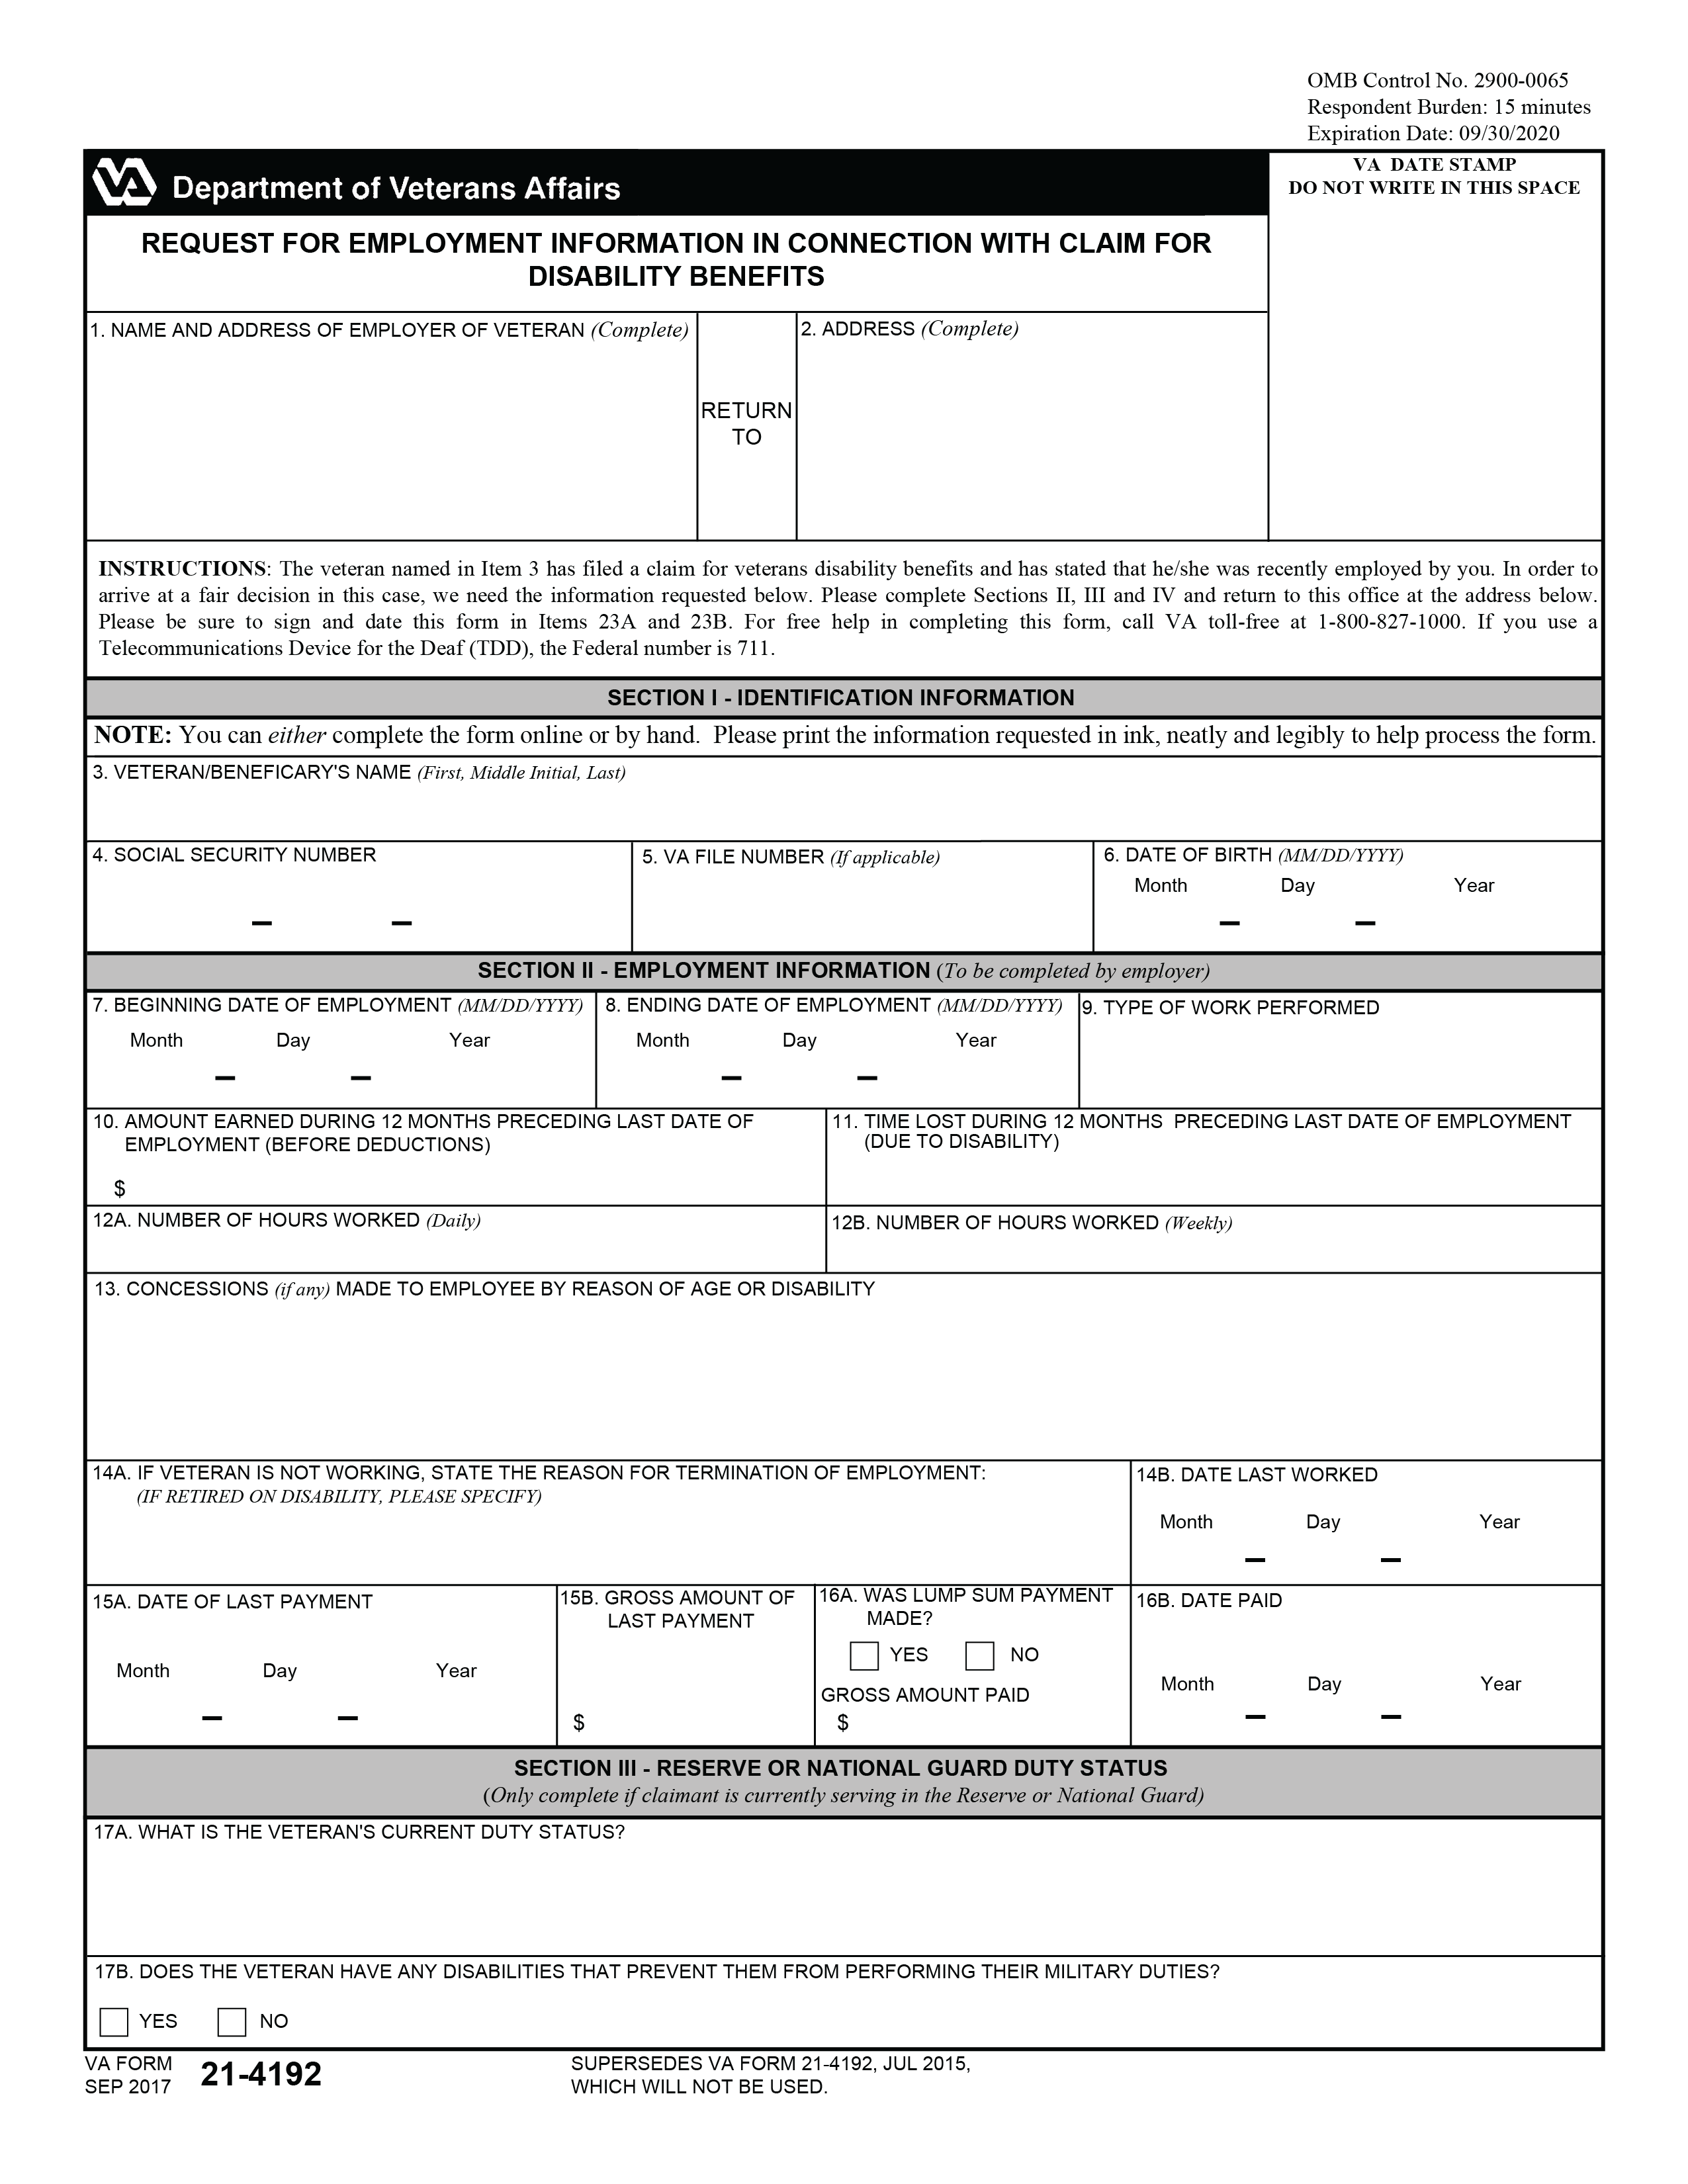 OMB Control No. 2900-0065
Respondent Burden: 15 minutes
Expiration Date: 09/30/2020
VA Department of Veterans Affairs
VA DATE STAMP
DO NOT WRITE IN THIS SPACE
REQUEST FOR EMPLOYMENT INFORMATION IN CONNECTION WITH CLAIM FOR
DISABILITY BENEFITS
1. NAME AND ADDRESS OF EMPLOYER OF VETERAN (Complete)
RETURN
TO
2. ADDRESS (Complete)
INSTRUCTIONS: The veteran named in Item 3 has filed a claim for veterans disability benefits and has stated that he/she was recently employed by you. In order to
arrive at a fair decision in this case, we need the information requested below. Please complete Sections II, III and IV and return to this office at the address below.
Please be sure to sign and date this form in Items 23A and 23B. For free help in completing this form, call VA toll-free at 1-800-827-1000. If you use a
Telecommunications Device for the Deaf (TDD), the Federal number is 711.
SECTION I - IDENTIFICATION INFORMATION
NOTE: You can either complete the form online or by hand. Please print the information requested in ink, neatly and legibly to help process the form.
3. VETERAN/BENEFICARY'S NAME (First, Middle Initial, Last)
4. SOCIAL SECURITY NUMBER
– –
5. VA FILE NUMBER (If applicable)
6. DATE OF BIRTH (MM/DD/YYYY)
Month Day Year
– –
SECTION II - EMPLOYMENT INFORMATION (To be completed by employer)
7. BEGINNING DATE OF EMPLOYMENT (MM/DD/YYYY)
Month Day Year
– –
8. ENDING DATE OF EMPLOYMENT (MM/DD/YYYY)
Month Day Year
– –
9. TYPE OF WORK PERFORMED
10. AMOUNT EARNED DURING 12 MONTHS PRECEDING LAST DATE OF
EMPLOYMENT (BEFORE DEDUCTIONS)
$
11. TIME LOST DURING 12 MONTHS PRECEDING LAST DATE OF EMPLOYMENT
(DUE TO DISABILITY)
12A. NUMBER OF HOURS WORKED (Daily)
12B. NUMBER OF HOURS WORKED (Weekly)
13. CONCESSIONS (if any) MADE TO EMPLOYEE BY REASON OF AGE OR DISABILITY
14A. IF VETERAN IS NOT WORKING, STATE THE REASON FOR TERMINATION OF EMPLOYMENT:
(IF RETIRED ON DISABILITY, PLEASE SPECIFY)
14B. DATE LAST WORKED
Month Day Year
– –
15A. DATE OF LAST PAYMENT
Month Day Year
– –
15B. GROSS AMOUNT OF
LAST PAYMENT
$
16A. WAS LUMP SUM PAYMENT
MADE?
YES NO
GROSS AMOUNT PAID
$
16B. DATE PAID
Month Day Year
– –
SECTION III - RESERVE OR NATIONAL GUARD DUTY STATUS
(Only complete if claimant is currently serving in the Reserve or National Guard)
17A. WHAT IS THE VETERAN'S CURRENT DUTY STATUS?
17B. DOES THE VETERAN HAVE ANY DISABILITIES THAT PREVENT THEM FROM PERFORMING THEIR MILITARY DUTIES?
YES NO
VA FORM
SEP 2017
21-4192
SUPERSEDES VA FORM 21-4192, JUL 2015,
WHICH WILL NOT BE USED.